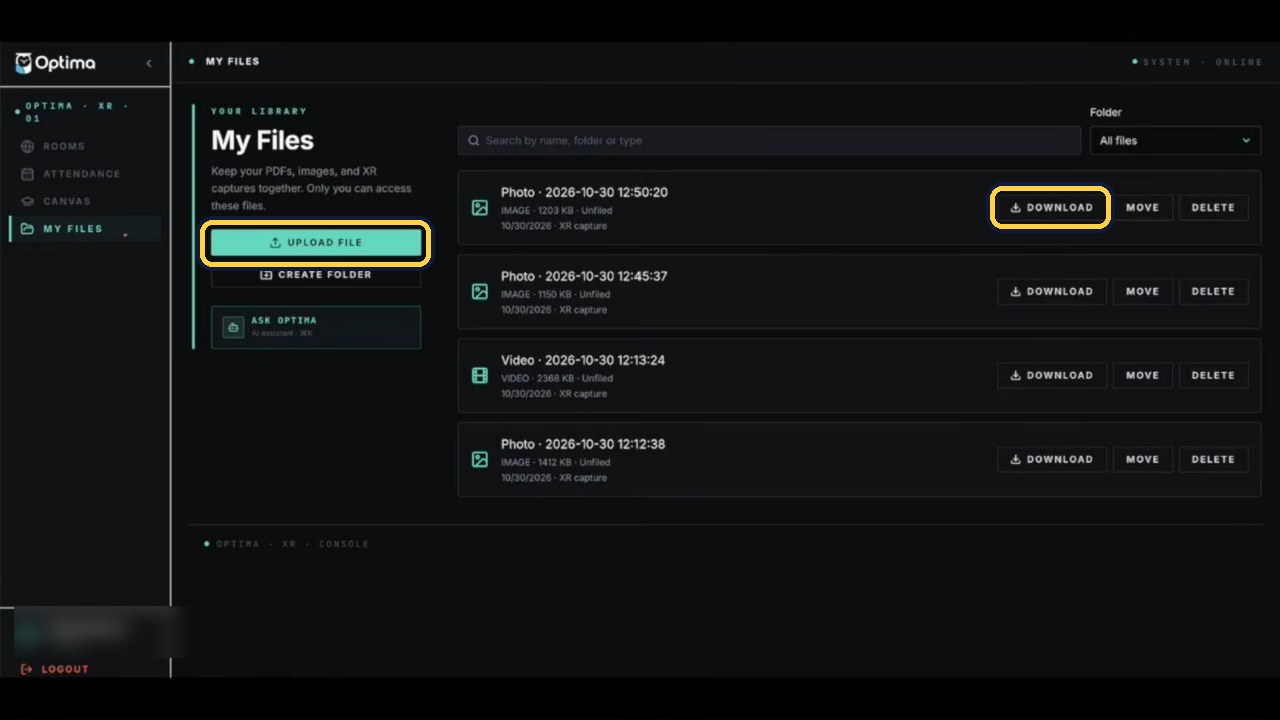 Optima
MY FILES
SYSTEM · ONLINE
OPTIMA · XR ·
01
ROOMS
ATTENDANCE
CANVAS
MY FILES
LOGOUT
YOUR LIBRARY
My Files
Keep your PDFs, images, and XR
captures together. Only you can access
these files.
UPLOAD FILE
CREATE FOLDER
ASK OPTIMA
AI assistant · ⌘K
Folder
Search by name, folder or type
All files
Photo · 2026-10-30 12:50:20
IMAGE · 1203 KB · Unfiled
10/30/2026 · XR capture
DOWNLOAD MOVE DELETE
Photo · 2026-10-30 12:45:37
IMAGE · 1150 KB · Unfiled
10/30/2026 · XR capture
DOWNLOAD MOVE DELETE
Video · 2026-10-30 12:13:24
VIDEO · 2368 KB · Unfiled
10/30/2026 · XR capture
DOWNLOAD MOVE DELETE
Photo · 2026-10-30 12:12:38
IMAGE · 1412 KB · Unfiled
10/30/2026 · XR capture
DOWNLOAD MOVE DELETE
OPTIMA · XR · CONSOLE